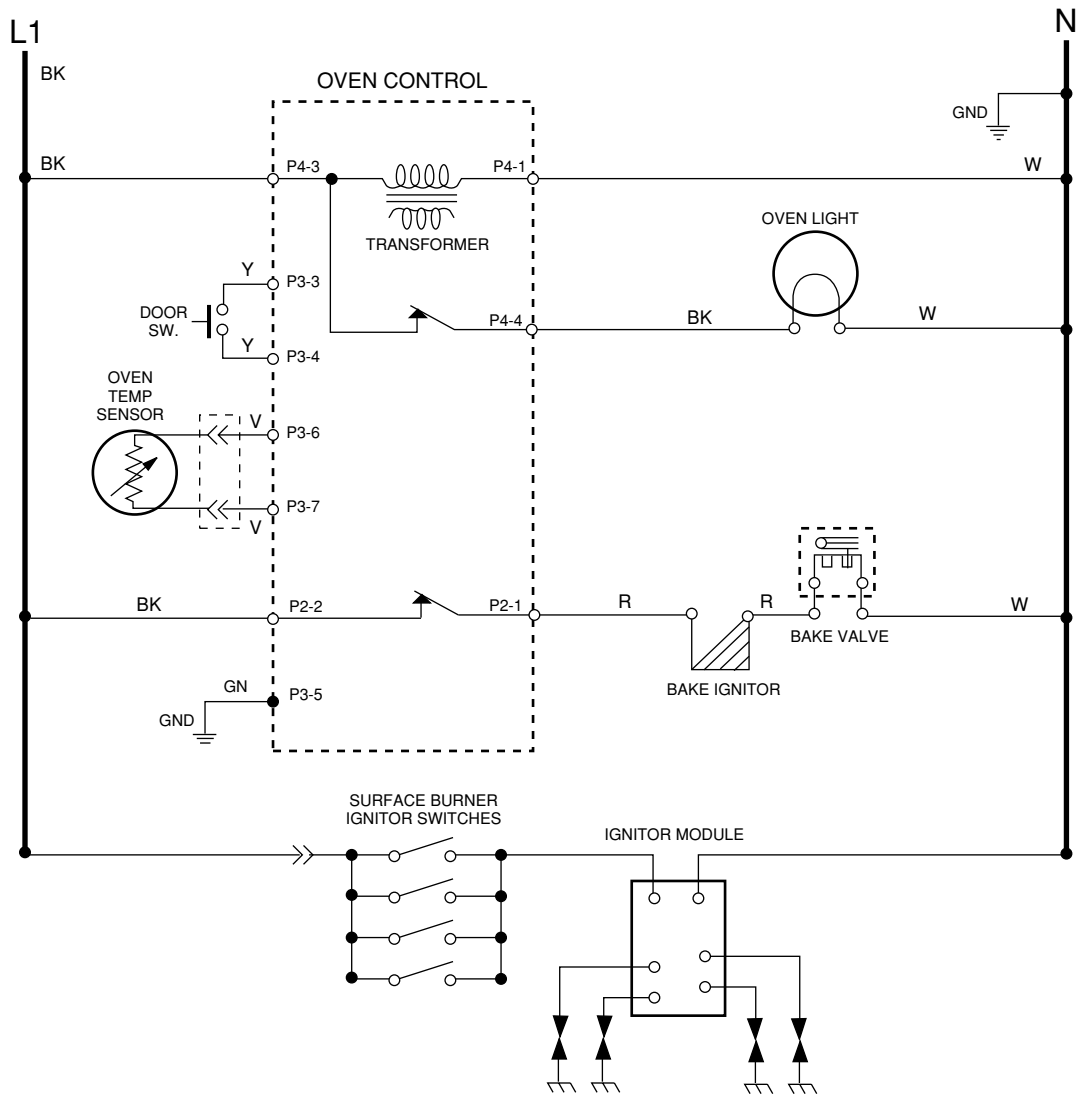 L1
N
BK
OVEN CONTROL
GND
BK
P4-3
P4-1
W
OVEN LIGHT
TRANSFORMER
Y
P3-3
DOOR
SW.
P4-4
BK
W
Y
P3-4
OVEN
TEMP
SENSOR
V
P3-6
P3-7
V
BK
P2-2
P2-1
R
R
W
BAKE VALVE
BAKE IGNITOR
GN
P3-5
GND
SURFACE BURNER
IGNITOR SWITCHES
IGNITOR MODULE